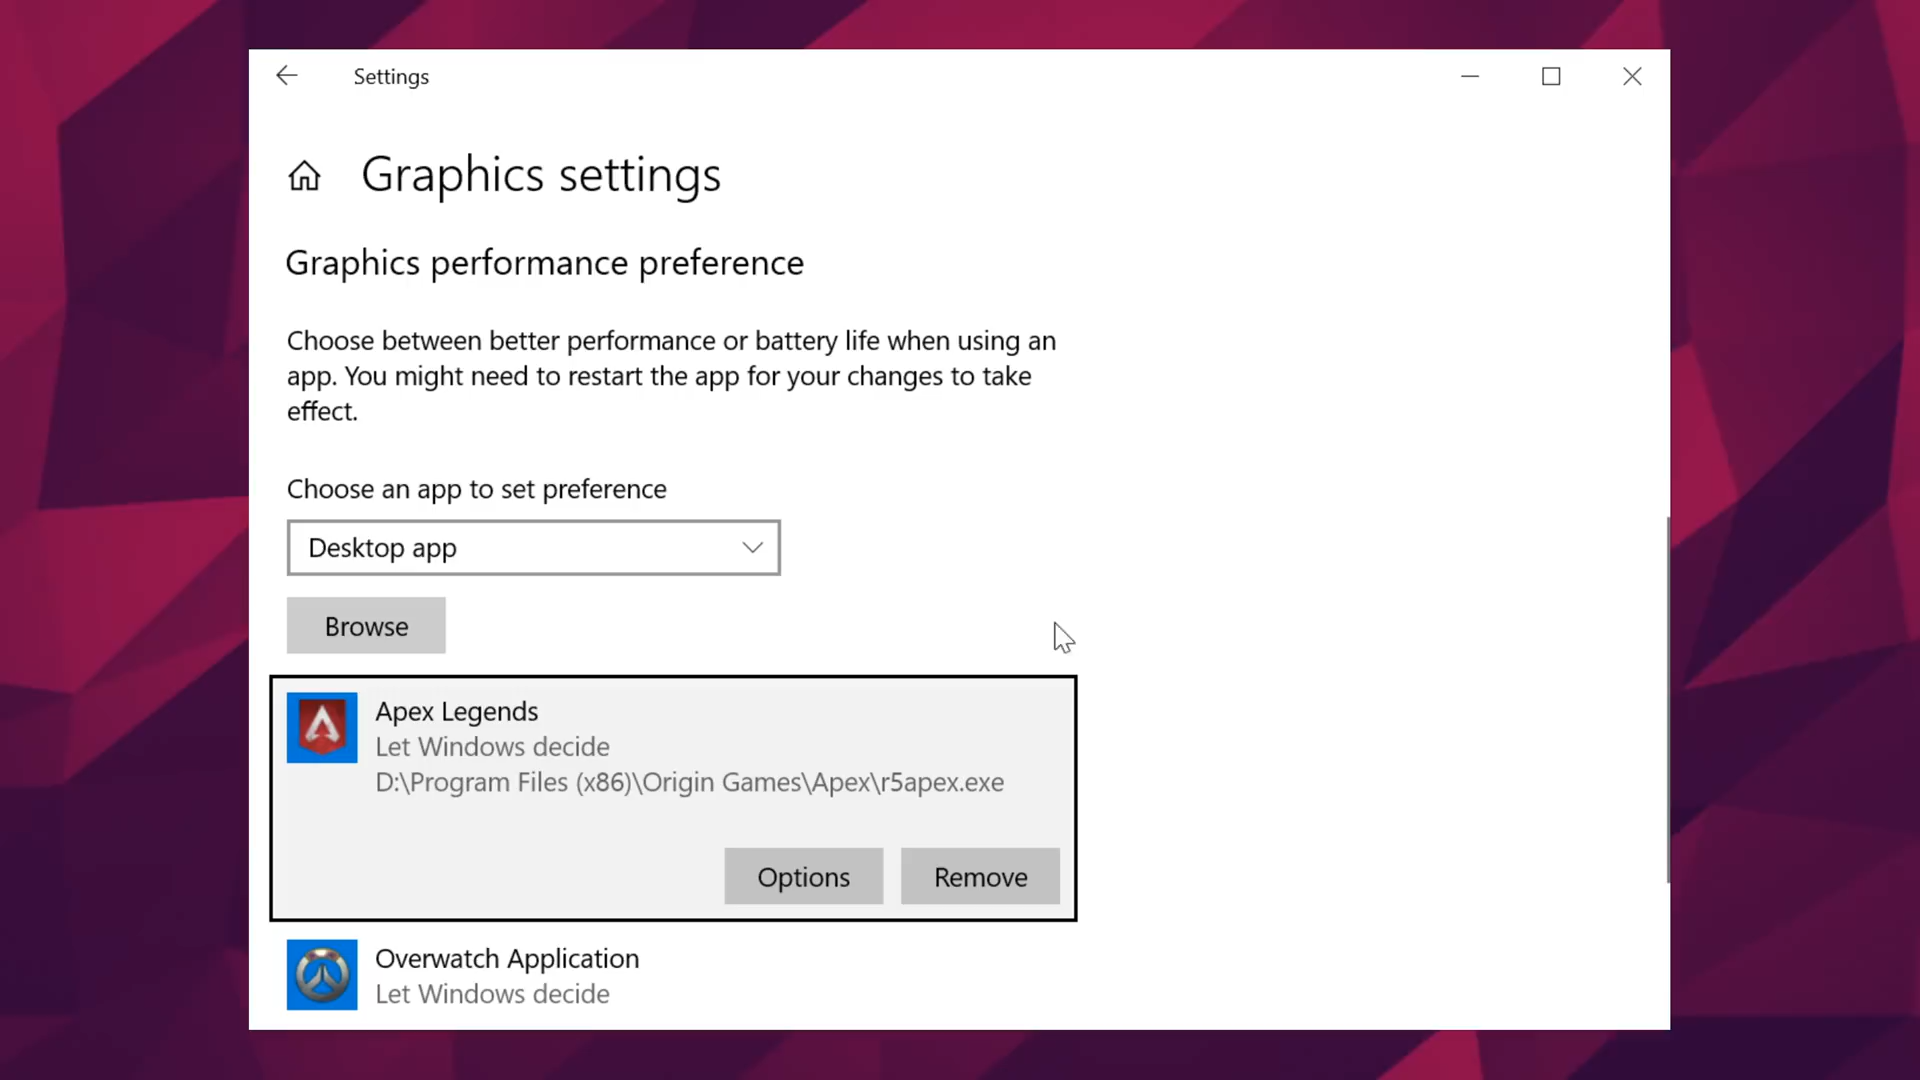 Settings
Graphics settings
Graphics performance preference
Choose between better performance or battery life when using an
app. You might need to restart the app for your changes to take
effect.
Choose an app to set preference
Desktop app
Browse
Apex Legends
Let Windows decide
D:\Program Files (x86)\Origin Games\Apex\r5apex.exe
Options
Remove
Overwatch Application
Let Windows decide